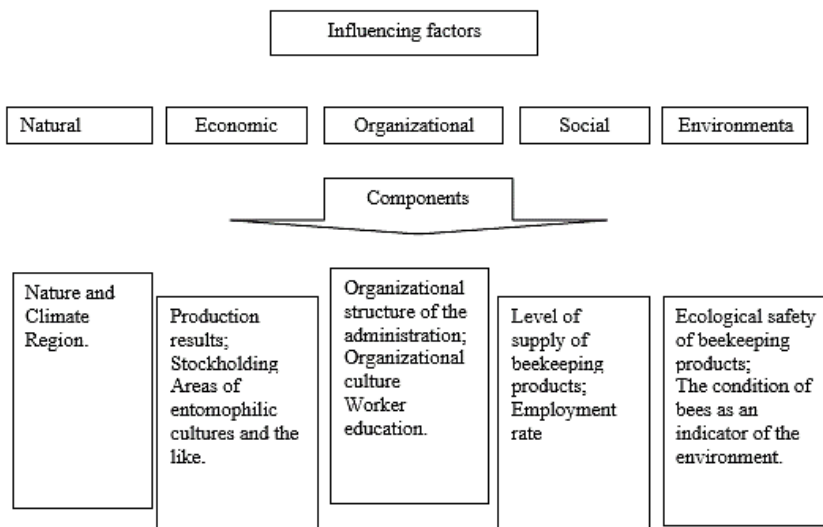 Influencing factors
Natural
Economic
Organizational
Social
Environmenta
Components
Nature and
Climate
Region.
Production
results;
Stockholding
Areas of
entomophilic
cultures and the
like.
Organizational
structure of the
administration;
Organizational
culture
Worker
education.
Level of
supply of
beekeeping
products;
Employment
rate
Ecological safety
of beekeeping
products;
The condition of
bees as an
indicator of the
environment.